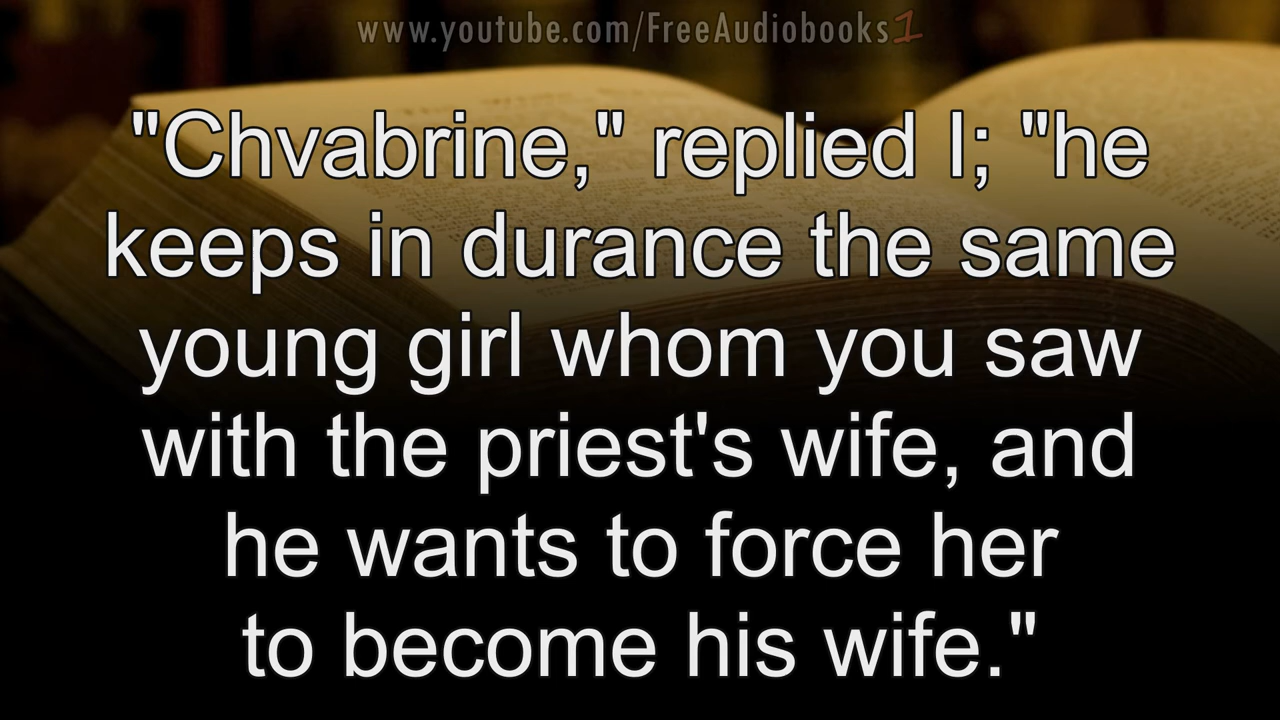 www.youtube.com/FreeAudiobooks1
"Chvabrine," replied I; "he
keeps in durance the same
young girl whom you saw
with the priest's wife, and
he wants to force her
to become his wife."